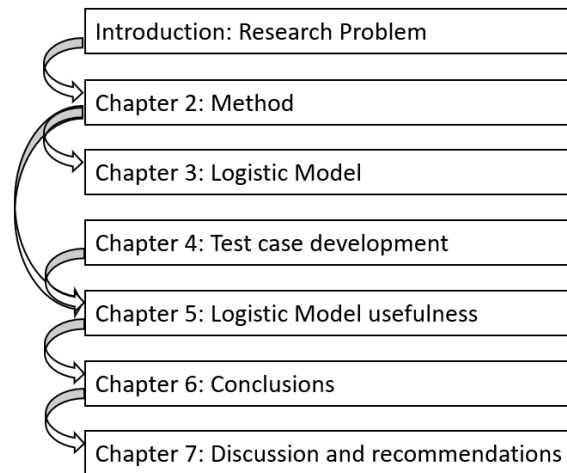 Introduction: Research Problem
Chapter 2: Method
Chapter 3: Logistic Model
Chapter 4: Test case development
Chapter 5: Logistic Model usefulness
Chapter 6: Conclusions
Chapter 7: Discussion and recommendations